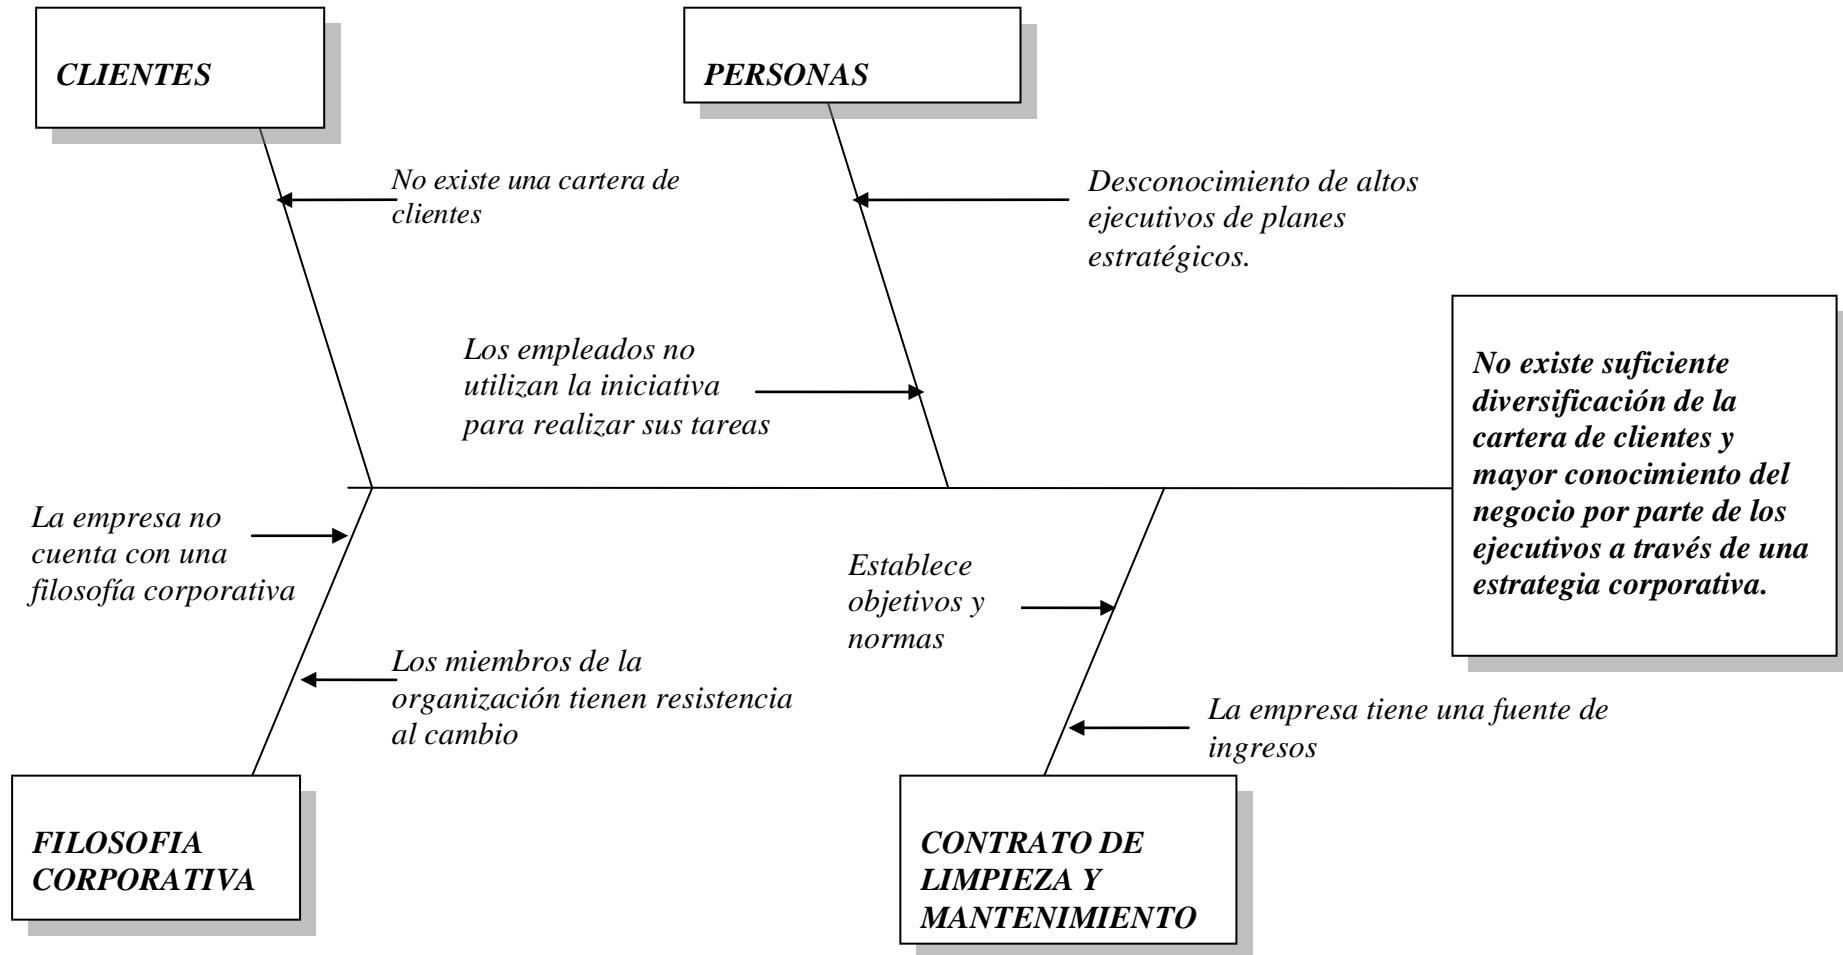 CLIENTES
PERSONAS
No existe una cartera de
clientes
Desconocimiento de altos
ejecutivos de planes
estratégicos.
Los empleados no
utilizan la iniciativa
para realizar sus tareas
No existe suficiente
diversificación de la
cartera de clientes y
mayor conocimiento del
negocio por parte de los
ejecutivos a través de una
estrategia corporativa.
La empresa no
cuenta con una
filosofía corporativa
Establece
objetivos y
normas
Los miembros de la
organización tienen resistencia
al cambio
La empresa tiene una fuente de
ingresos
FILOSOFIA
CORPORATIVA
CONTRATO DE
LIMPIEZA Y
MANTENIMIENTO